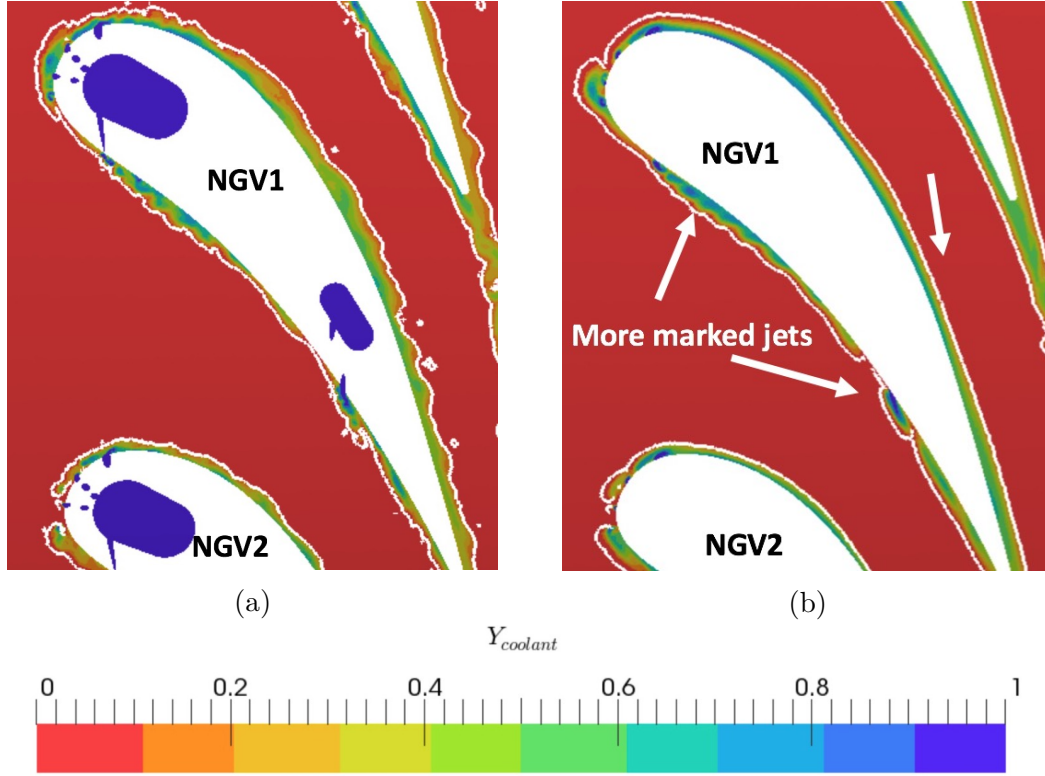 NGV1
NGV1
More marked jets
NGV2
NGV2
(a)
(b)
Y_coolant
0 0.2 0.4 0.6 0.8 1